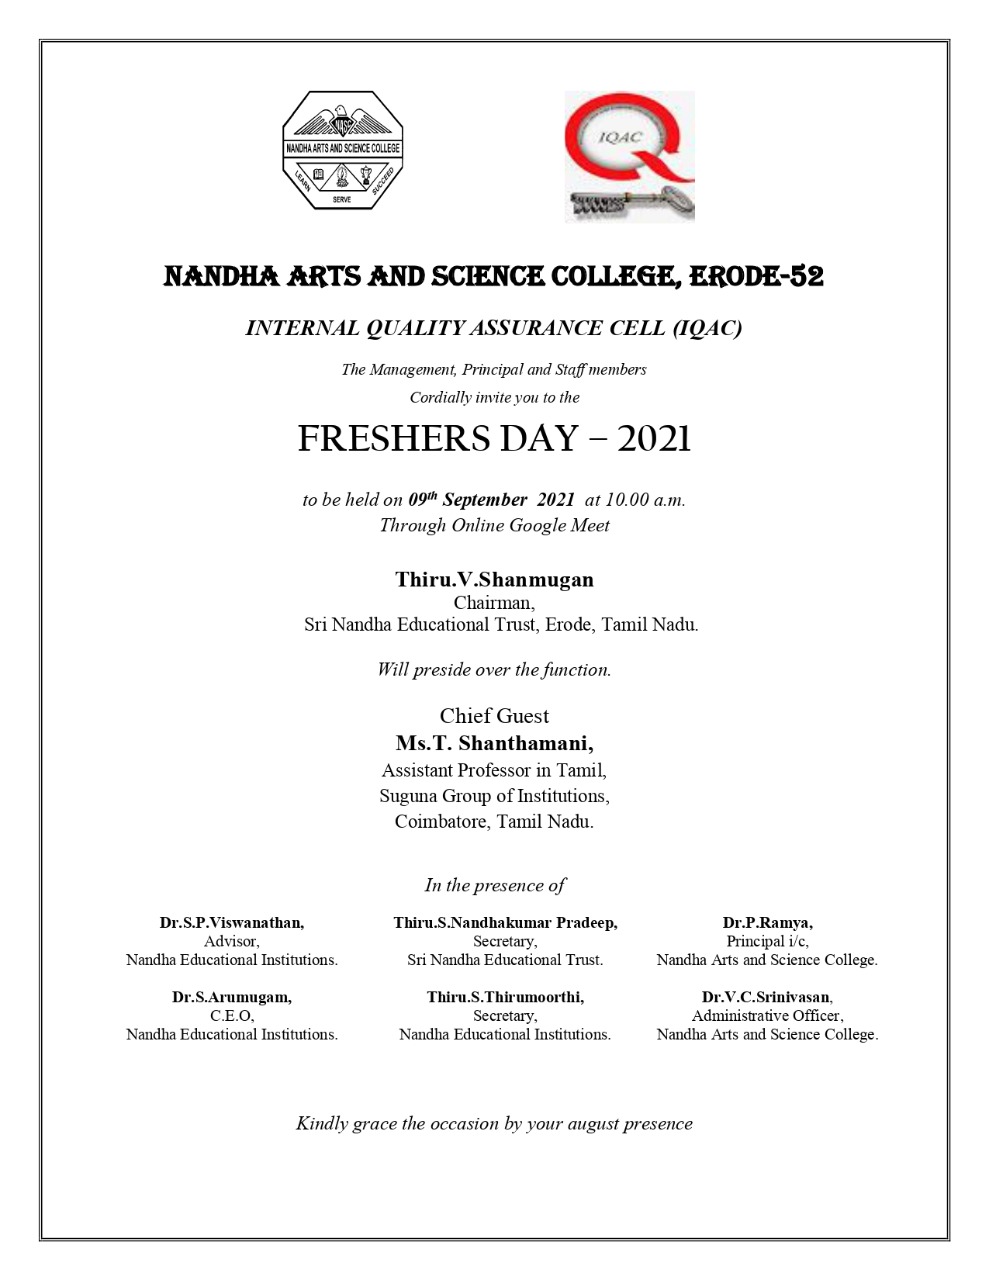 NASC
NANDHA ARTS AND SCIENCE COLLEGE
LEARN
SERVE
SUCCEED
IQAC
NANDHA ARTS AND SCIENCE COLLEGE, ERODE-52
INTERNAL QUALITY ASSURANCE CELL (IQAC)
The Management, Principal and Staff members
Cordially invite you to the
FRESHERS DAY – 2021
to be held on 09th September 2021 at 10.00 a.m.
Through Online Google Meet
Thiru.V.Shanmugan
Chairman,
Sri Nandha Educational Trust, Erode, Tamil Nadu.
Will preside over the function.
Chief Guest
Ms.T. Shanthamani,
Assistant Professor in Tamil,
Suguna Group of Institutions,
Coimbatore, Tamil Nadu.
In the presence of
Dr.S.P.Viswanathan,
Advisor,
Nandha Educational Institutions.
Thiru.S.Nandhakumar Pradeep,
Secretary,
Sri Nandha Educational Trust.
Dr.P.Ramya,
Principal i/c,
Nandha Arts and Science College.
Dr.S.Arumugam,
C.E.O,
Nandha Educational Institutions.
Thiru.S.Thirumoorthi,
Secretary,
Nandha Educational Institutions.
Dr.V.C.Srinivasan,
Administrative Officer,
Nandha Arts and Science College.
Kindly grace the occasion by your august presence